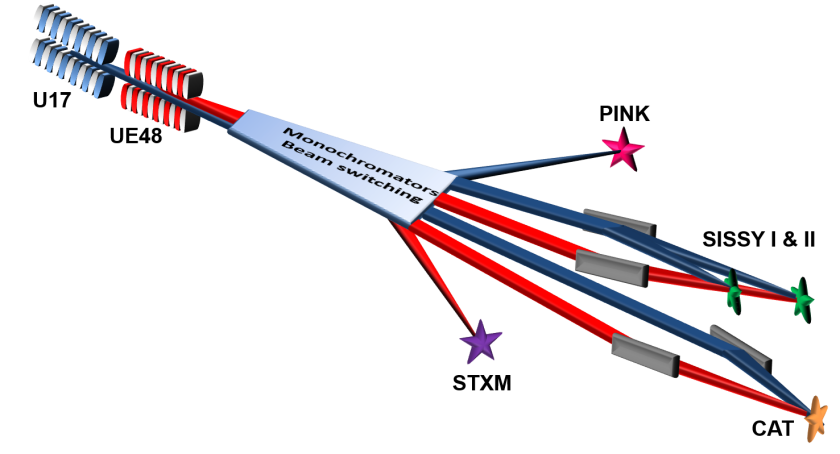 U17
UE48
Monochromators
Beam switching
PINK
SISSY I & II
STXM
CAT